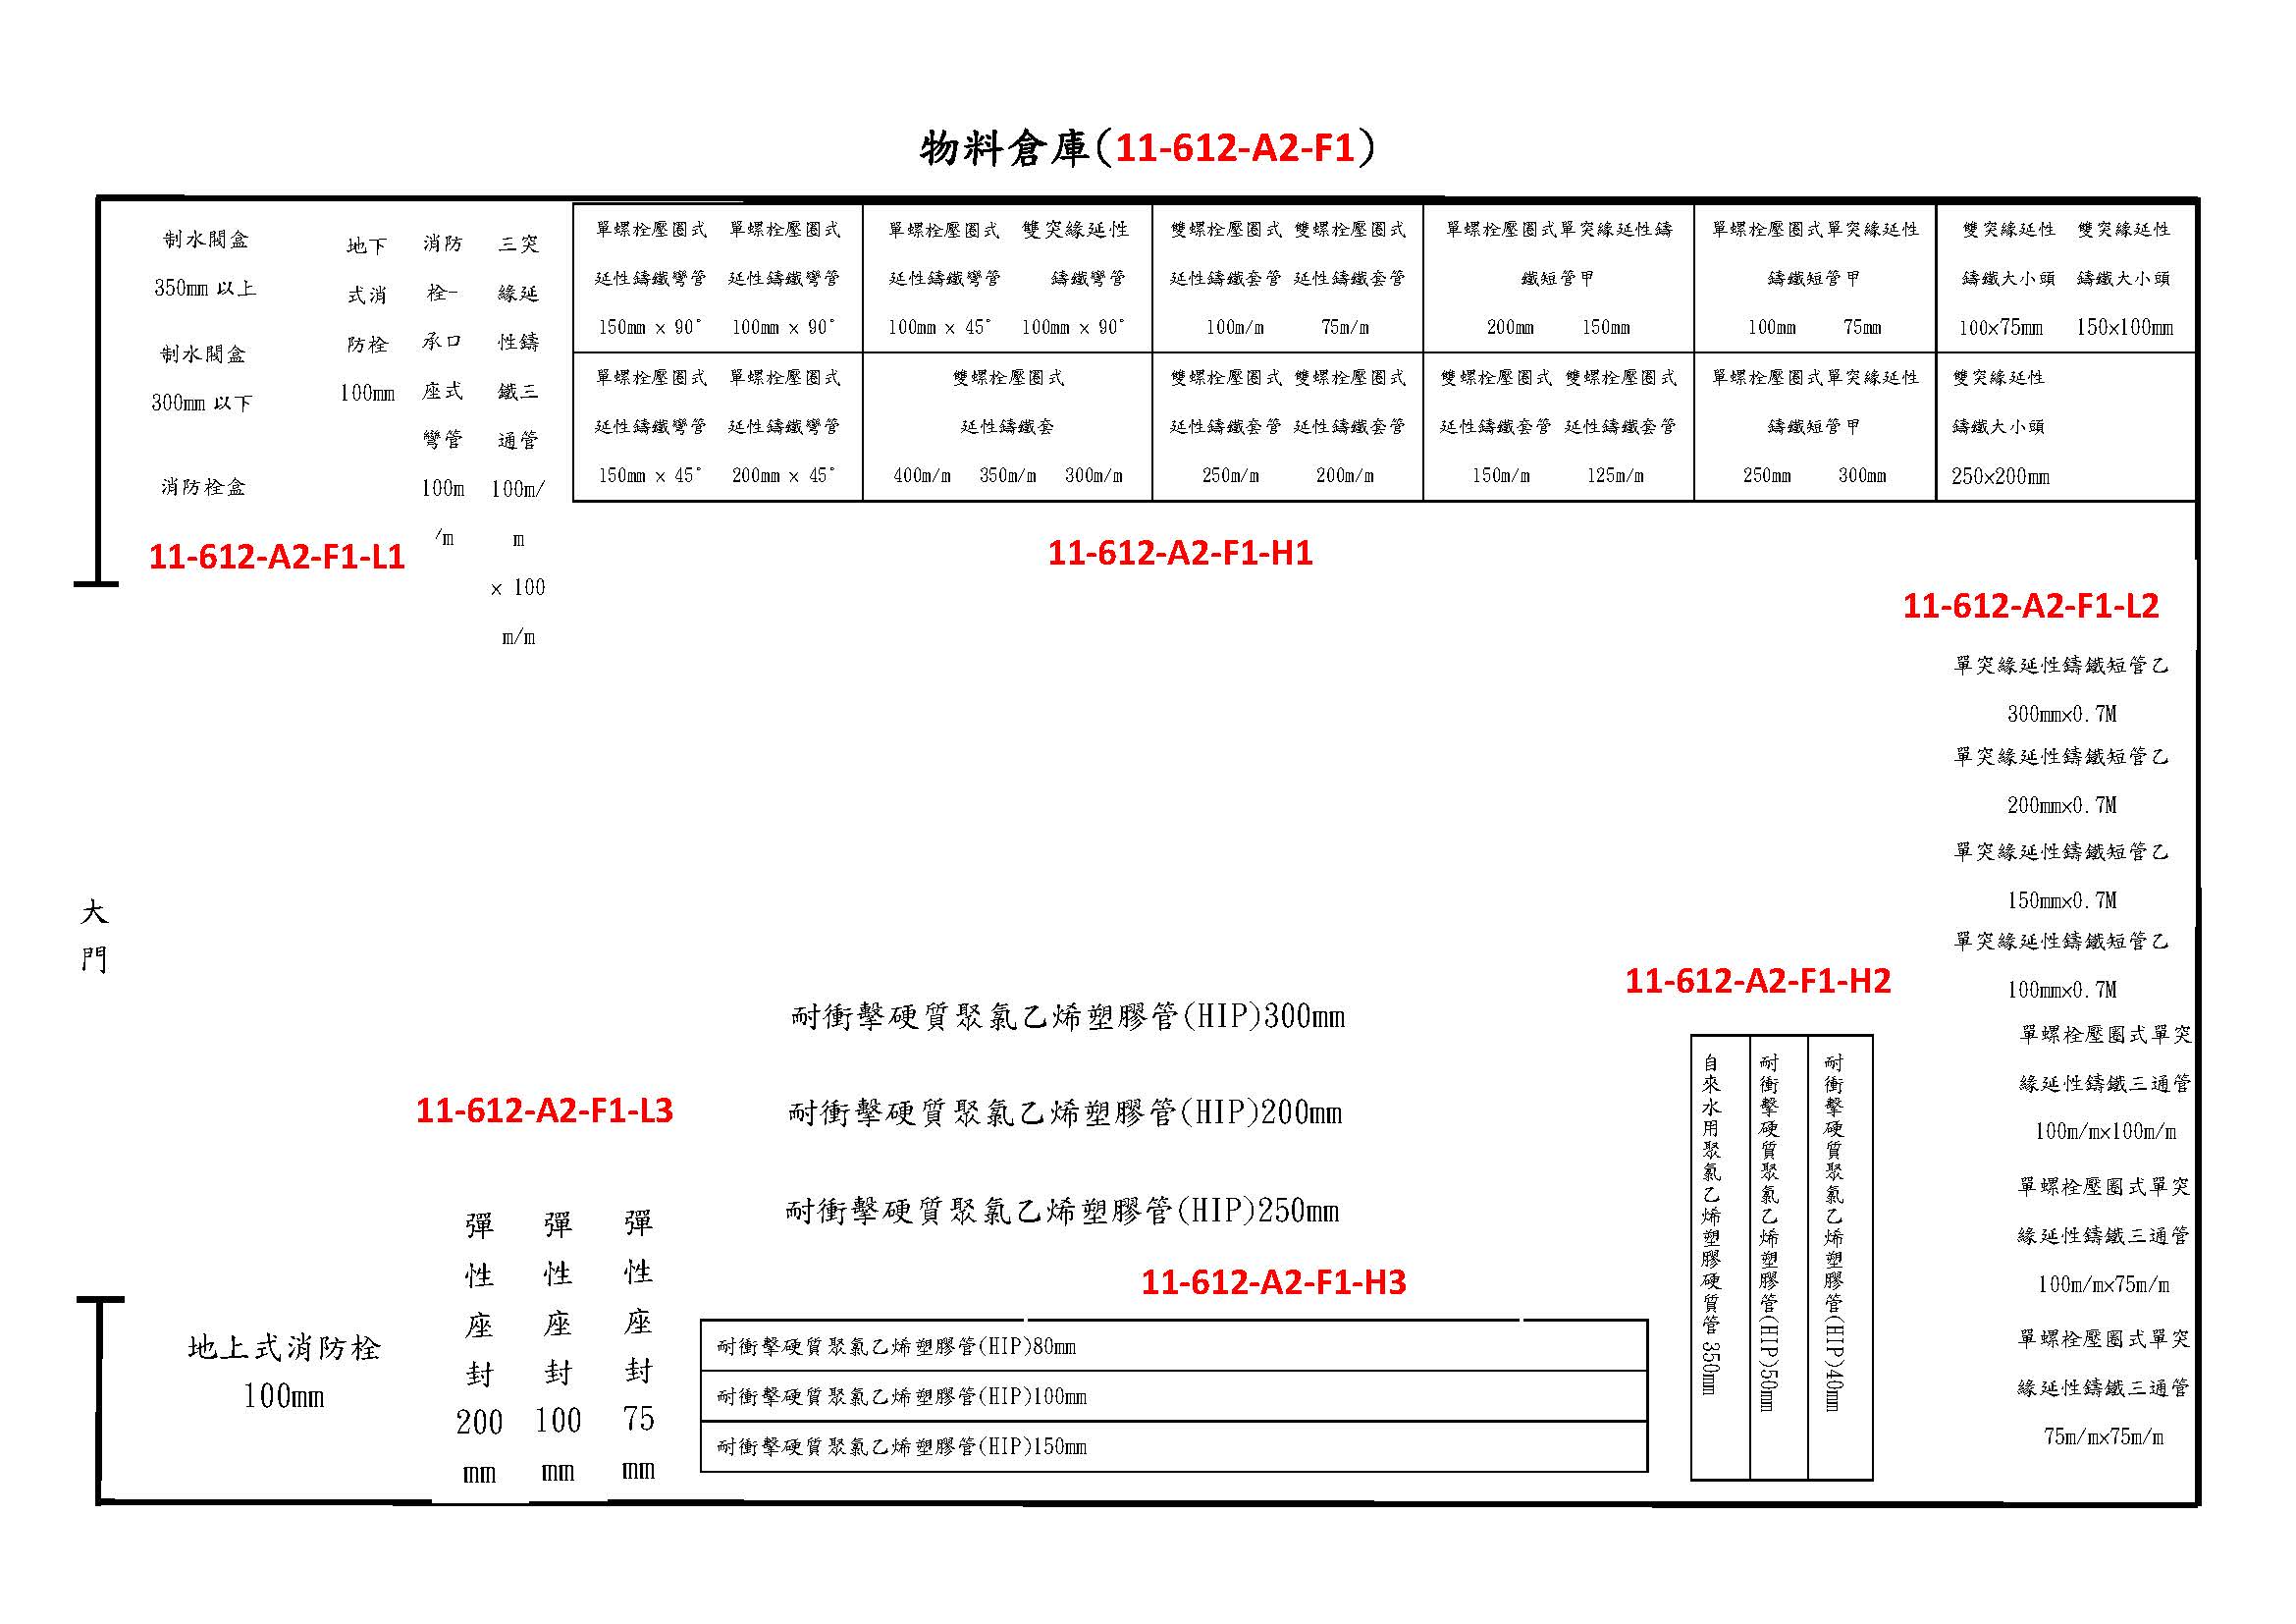 物料倉庫(11-612-A2-F1)
制水閥盒
350mm 以上
制水閥盒
300mm 以下
消防栓盒
地下
式消
防栓
100mm
消防
栓-
承口
座式
彎管
100m
/m
三突
緣延
性鑄
鐵三
通管
100m/
m
× 100
m/m
11-612-A2-F1-L1
單螺栓壓圈式 單螺栓壓圈式
延性鑄鐵彎管 延性鑄鐵彎管
150mm × 90° 100mm × 90°
單螺栓壓圈式 雙突緣延性
延性鑄鐵彎管 鑄鐵彎管
100mm × 45° 100mm × 90°
雙螺栓壓圈式 雙螺栓壓圈式
延性鑄鐵套管 延性鑄鐵套管
100m/m 75m/m
單螺栓壓圈式單突緣延性鑄
鐵短管甲
200mm 150mm
單螺栓壓圈式單突緣延性
鑄鐵短管甲
100mm 75mm
雙突緣延性 雙突緣延性
鑄鐵大小頭 鑄鐵大小頭
100×75mm 150×100mm
單螺栓壓圈式 單螺栓壓圈式
延性鑄鐵彎管 延性鑄鐵彎管
150mm × 45° 200mm × 45°
雙螺栓壓圈式
延性鑄鐵套
400m/m 350m/m 300m/m
雙螺栓壓圈式 雙螺栓壓圈式
延性鑄鐵套管 延性鑄鐵套管
250m/m 200m/m
雙螺栓壓圈式 雙螺栓壓圈式
延性鑄鐵套管 延性鑄鐵套管
150m/m 125m/m
單螺栓壓圈式單突緣延性
鑄鐵短管甲
250mm 300mm
雙突緣延性
鑄鐵大小頭
250×200mm
11-612-A2-F1-H1
11-612-A2-F1-L2
單突緣延性鑄鐵短管乙
300mm×0.7M
單突緣延性鑄鐵短管乙
200mm×0.7M
單突緣延性鑄鐵短管乙
150mm×0.7M
單突緣延性鑄鐵短管乙
100mm×0.7M
單螺栓壓圈式單突
緣延性鑄鐵三通管
100m/m×100m/m
單螺栓壓圈式單突
緣延性鑄鐵三通管
100m/m×75m/m
單螺栓壓圈式單突
緣延性鑄鐵三通管
75m/m×75m/m
大
門
11-612-A2-F1-H2
自來水用聚氯乙烯塑膠硬質管 350mm
耐衝擊硬質聚氯乙烯塑膠管(HIP)50mm
耐衝擊硬質聚氯乙烯塑膠管(HIP)40mm
耐衝擊硬質聚氯乙烯塑膠管(HIP)300mm
耐衝擊硬質聚氯乙烯塑膠管(HIP)200mm
耐衝擊硬質聚氯乙烯塑膠管(HIP)250mm
11-612-A2-F1-L3
地上式消防栓
100mm
彈
性
座
封
200
mm
彈
性
座
封
100
mm
彈
性
座
封
75
mm
11-612-A2-F1-H3
耐衝擊硬質聚氯乙烯塑膠管(HIP)80mm
耐衝擊硬質聚氯乙烯塑膠管(HIP)100mm
耐衝擊硬質聚氯乙烯塑膠管(HIP)150mm